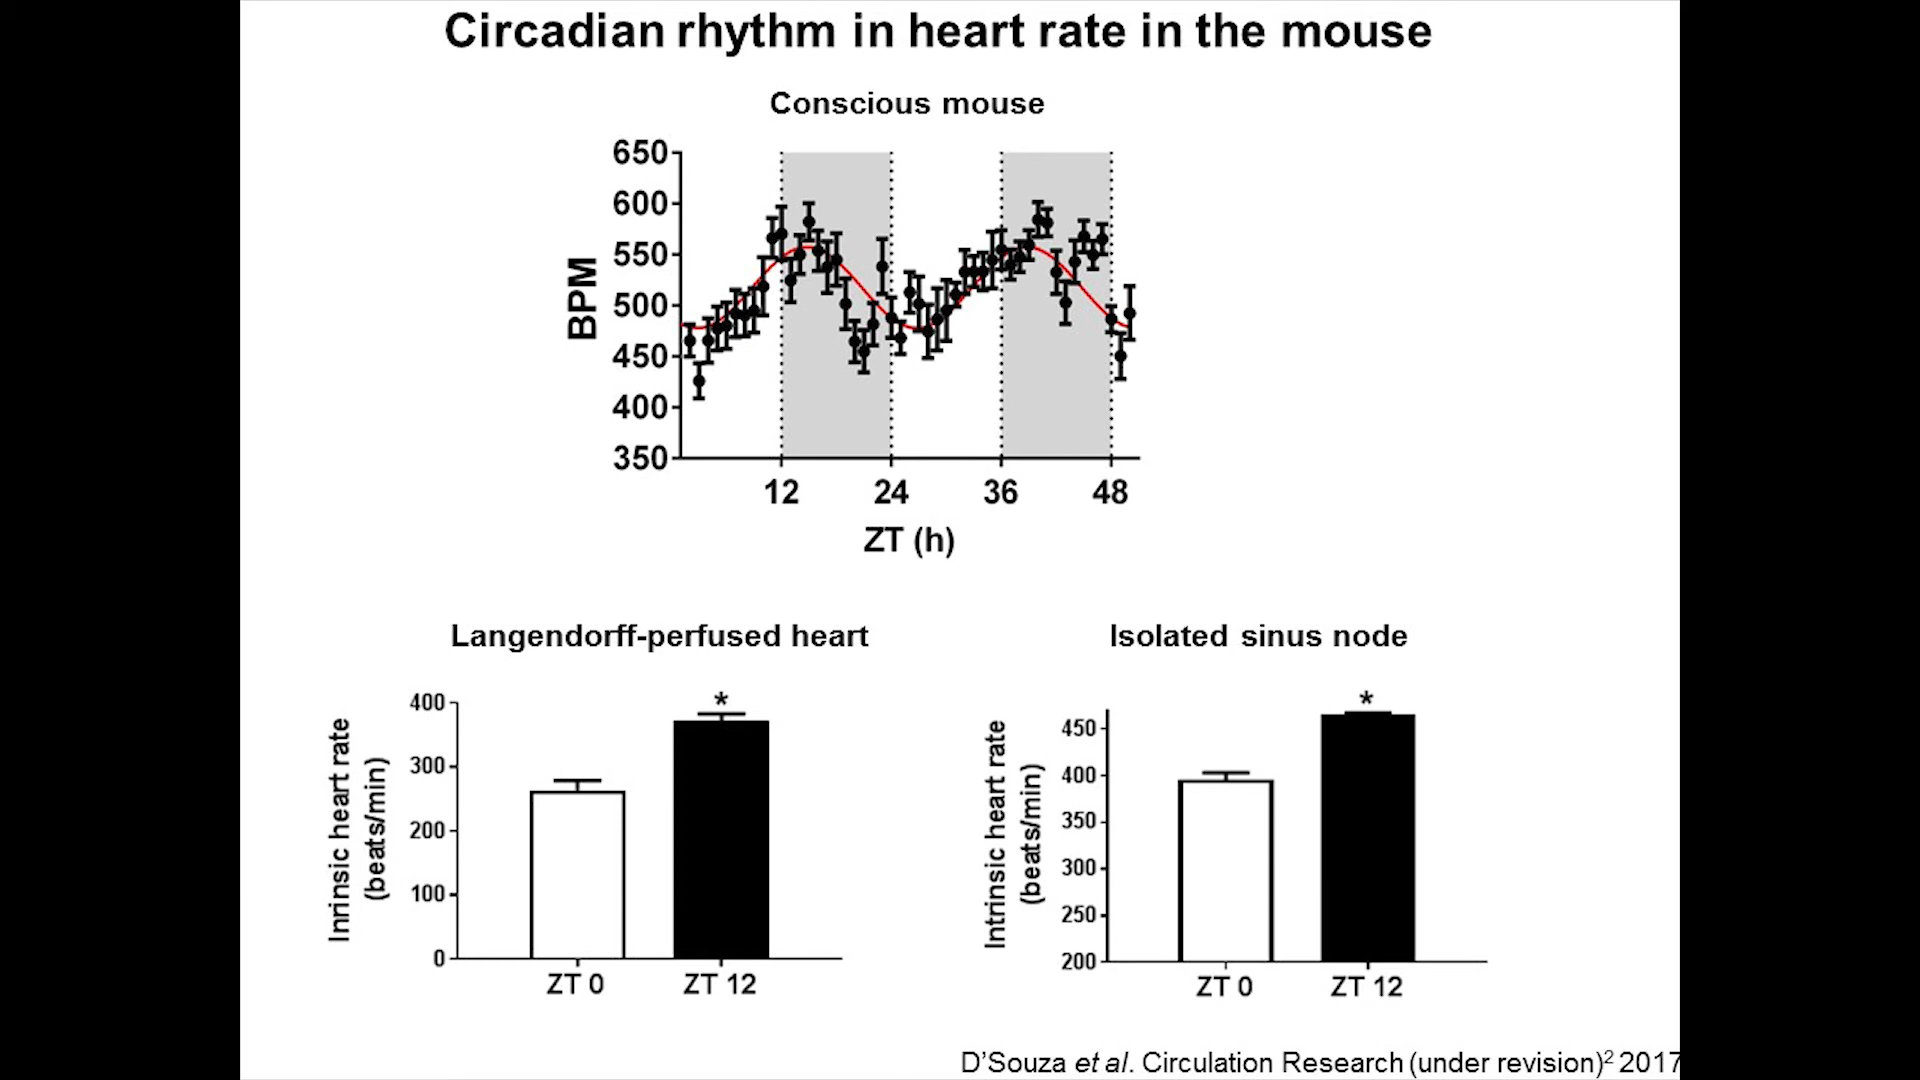 Circadian rhythm in heart rate in the mouse
Conscious mouse
650
600
550
500
450
400
350
BPM
12 24 36 48
ZT (h)
Langendorff-perfused heart
Inrinsic heart rate
(beats/min)
400
300
200
100
0
ZT 0 ZT 12
*
Isolated sinus node
Intrinsic heart rate
(beats/min)
450
400
350
300
250
200
ZT 0 ZT 12
*
D'Souza et al. Circulation Research (under revision)² 2017